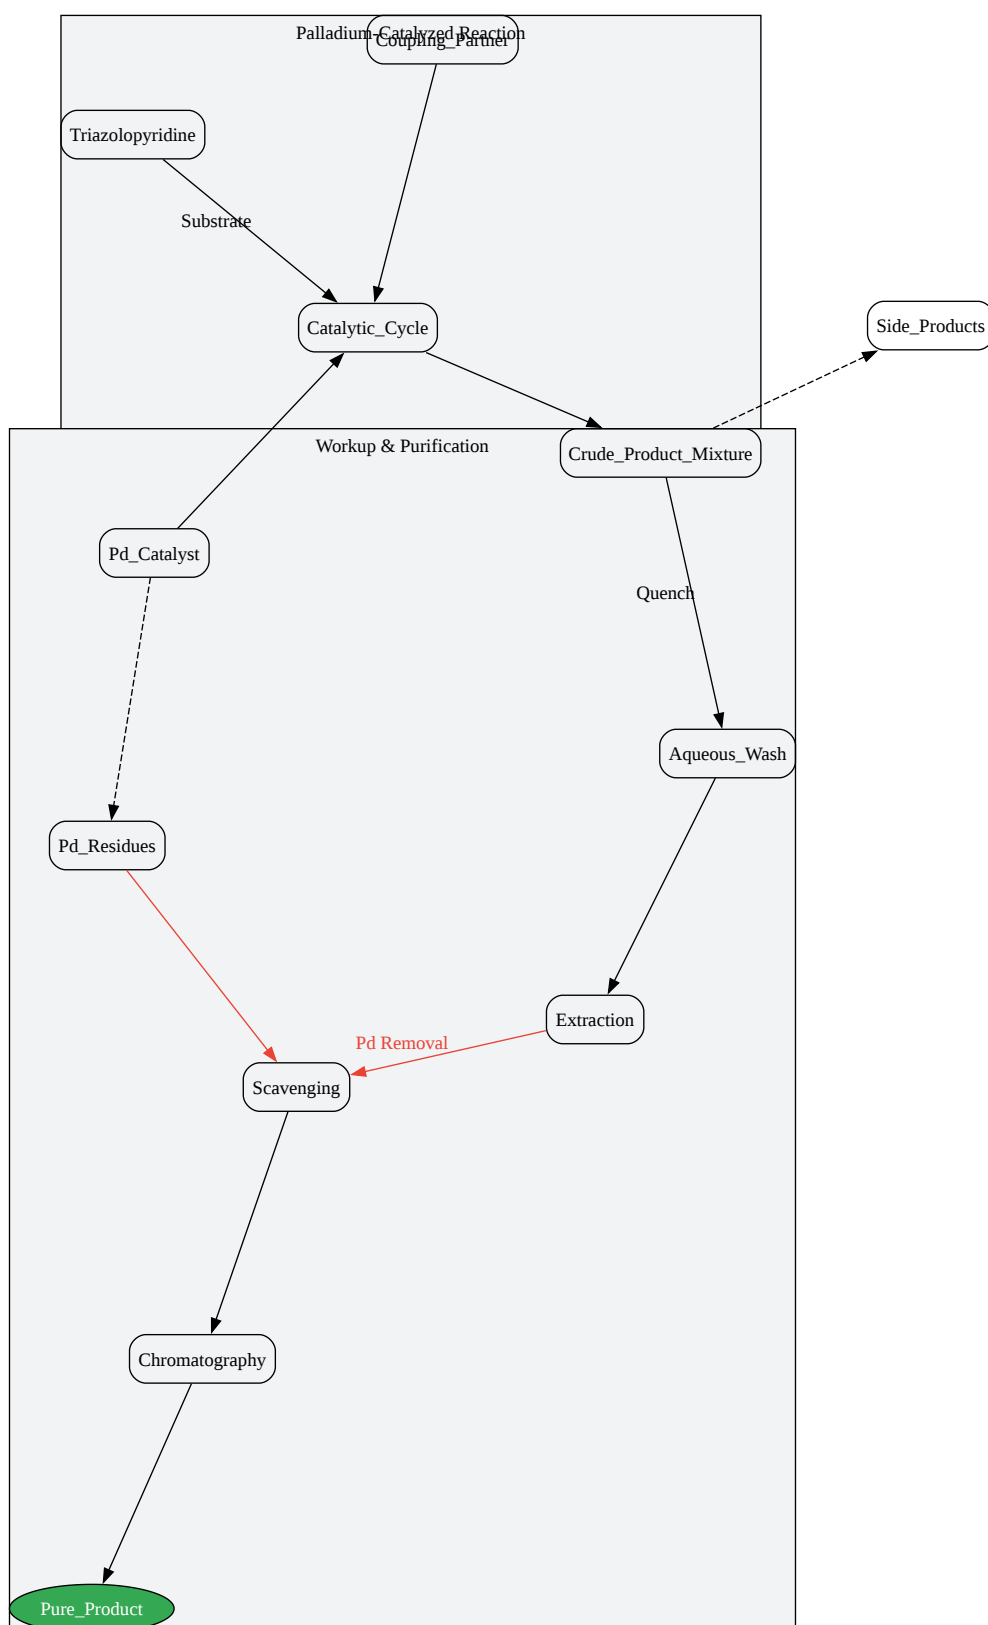 Palladium-Catalyzed Reaction
Coupling_Partner
Triazolopyridine
Substrate
Catalytic_Cycle
Side_Products
Workup & Purification
Crude_Product_Mixture
Pd_Catalyst
Quench
Aqueous_Wash
Pd_Residues
Extraction
Pd Removal
Scavenging
Chromatography
Pure_Product